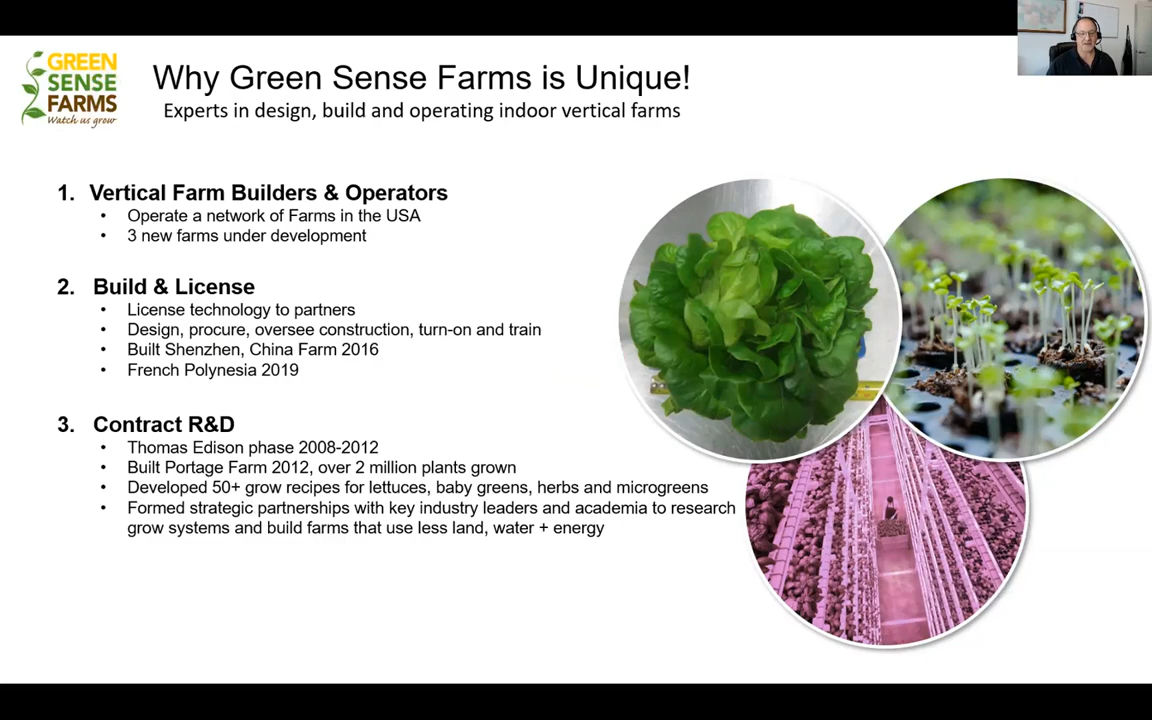 GREEN
SENSE
FARMS
Watch us grow
Why Green Sense Farms is Unique!
Experts in design, build and operating indoor vertical farms
1. Vertical Farm Builders & Operators
• Operate a network of Farms in the USA
• 3 new farms under development
2. Build & License
• License technology to partners
• Design, procure, oversee construction, turn-on and train
• Built Shenzhen, China Farm 2016
• French Polynesia 2019
3. Contract R&D
• Thomas Edison phase 2008-2012
• Built Portage Farm 2012, over 2 million plants grown
• Developed 50+ grow recipes for lettuces, baby greens, herbs and microgreens
• Formed strategic partnerships with key industry leaders and academia to research
grow systems and build farms that use less land, water + energy